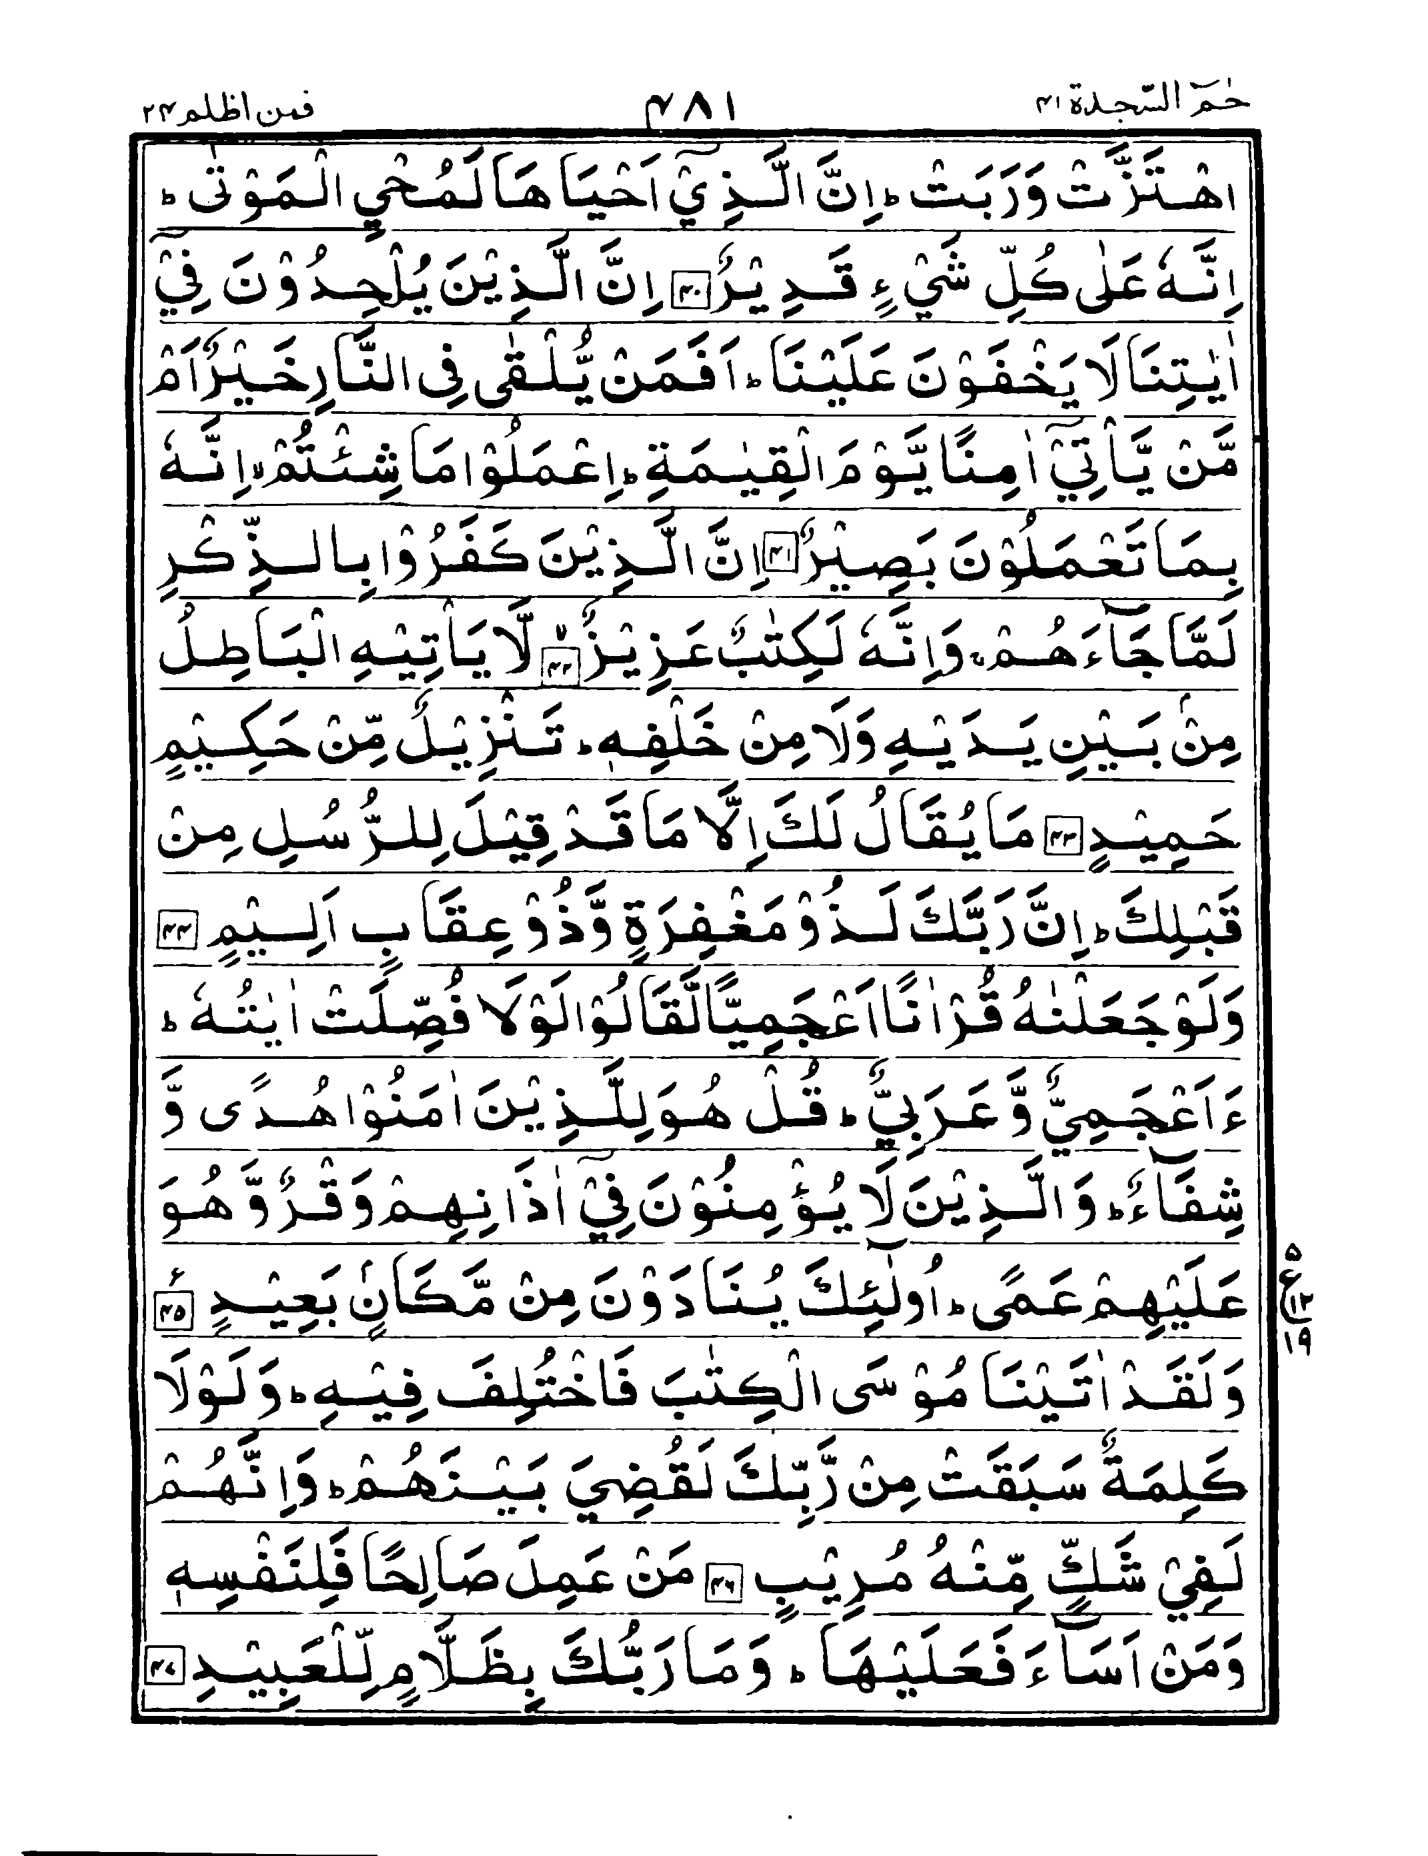 حٰمٓ السّجدة ۴۱
۴۸۱
فمن اظلم ۲۴
اهْتَزَّتْ وَرَبَتْ ؕ اِنَّ الَّذِيْۤ اَحْيَاهَا لَمُحْيِ الْمَوْتٰى ؕ
اِنَّهٗ عَلٰى كُلِّ شَيْءٍ قَدِيْرٌ ۴۰ اِنَّ الَّذِيْنَ يُلْحِدُوْنَ فِيْۤ
اٰيٰتِنَا لَا يَخْفَوْنَ عَلَيْنَا ؕ اَفَمَنْ يُّلْقٰى فِى النَّارِ خَيْرٌ اَمْ
مَّنْ يَّاْتِيْۤ اٰمِنًا يَّوْمَ الْقِيٰمَةِ ؕ اِعْمَلُوْا مَا شِئْتُمْ ۙ اِنَّهٗ
بِمَا تَعْمَلُوْنَ بَصِيْرٌ ۴۱ اِنَّ الَّذِيْنَ كَفَرُوْا بِالذِّكْرِ
لَمَّا جَآءَهُمْ ۚ وَاِنَّهٗ لَكِتٰبٌ عَزِيْزٌ ۙ ۴۲ لَّا يَاْتِيْهِ الْبَاطِلُ
مِنْۢ بَيْنِ يَدَيْهِ وَلَا مِنْ خَلْفِهٖ ؕ تَنْزِيْلٌ مِّنْ حَكِيْمٍ
حَمِيْدٍ ۴۳ مَا يُقَالُ لَكَ اِلَّا مَا قَدْ قِيْلَ لِلرُّسُلِ مِنْ
قَبْلِكَ ؕ اِنَّ رَبَّكَ لَذُوْ مَغْفِرَةٍ وَّذُوْ عِقَابٍ اَلِيْمٍ ۴۴
وَلَوْ جَعَلْنٰهُ قُرْاٰنًا اَعْجَمِيًّا لَّقَالُوْا لَوْلَا فُصِّلَتْ اٰيٰتُهٗ ؕ
ءَاَعْجَمِيٌّ وَّعَرَبِيٌّ ؕ قُلْ هُوَ لِلَّذِيْنَ اٰمَنُوْا هُدًى وَّ
شِفَآءٌ ؕ وَالَّذِيْنَ لَا يُؤْمِنُوْنَ فِيْۤ اٰذَانِهِمْ وَقْرٌ وَّهُوَ
عَلَيْهِمْ عَمًى ؕ اُولٰٓئِكَ يُنَادَوْنَ مِنْ مَّكَانٍۢ بَعِيْدٍ ۴۵ ع
۵
ع
۱۲
۱۹
وَلَقَدْ اٰتَيْنَا مُوْسَى الْكِتٰبَ فَاخْتُلِفَ فِيْهِ ؕ وَلَوْلَا
كَلِمَةٌ سَبَقَتْ مِنْ رَّبِّكَ لَقُضِيَ بَيْنَهُمْ ؕ وَاِنَّهُمْ
لَفِيْ شَكٍّ مِّنْهُ مُرِيْبٍ ۴۶ مَنْ عَمِلَ صَالِحًا فَلِنَفْسِهٖ
وَمَنْ اَسَآءَ فَعَلَيْهَا ؕ وَمَا رَبُّكَ بِظَلَّامٍ لِّلْعَبِيْدِ ۴۷